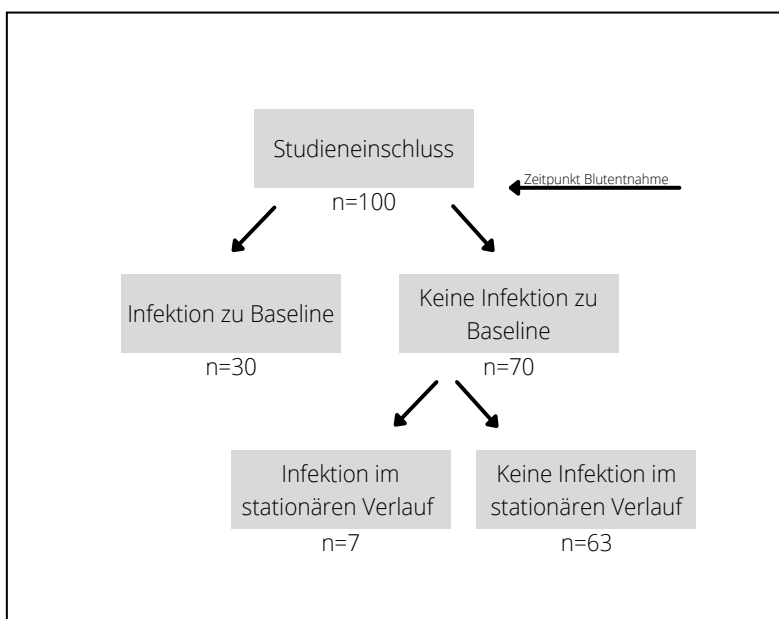 Studieneinschluss
Zeitpunkt Blutentnahme
n=100
Infektion zu Baseline
n=30
Keine Infektion zu
Baseline
n=70
Infektion im
stationären Verlauf
n=7
Keine Infektion im
stationären Verlauf
n=63